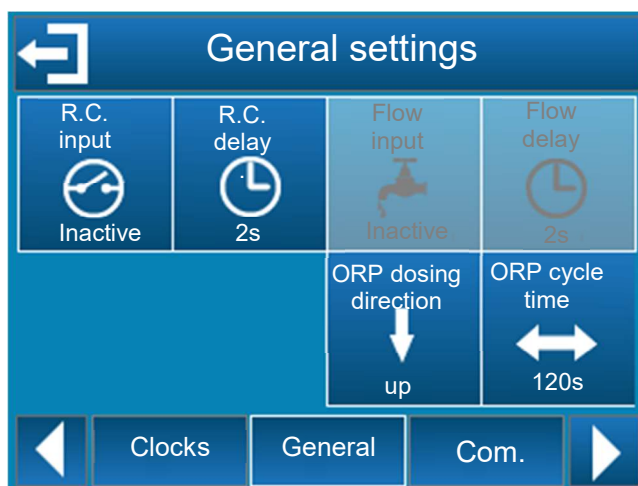 General settings
R.C.
input
Inactive
R.C.
delay
2s
Flow
input
Inactive
Flow
delay
2s
ORP dosing
direction
up
ORP cycle
time
120s
Clocks
General
Com.